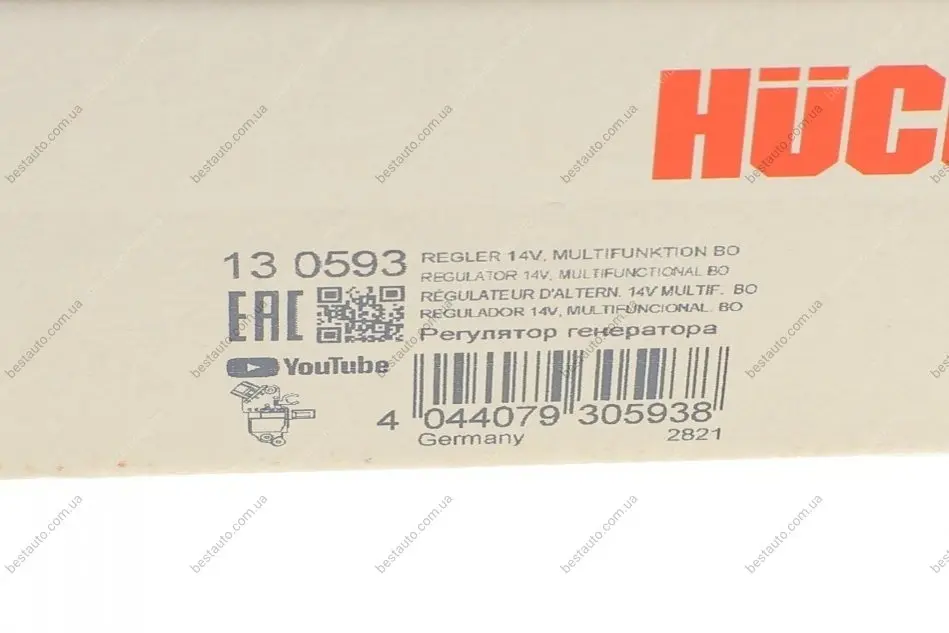 HÜC
13 0593
REGLER 14V, MULTIFUNKTION BO
REGULATOR 14V, MULTIFUNCTIONAL BO
RÉGULATEUR D'ALTERN. 14V MULTIF. BO
REGULADOR 14V, MULTIFUNCIONAL. BO
Регулятор генератора
EAC
YouTube
4 044079 305938
Germany 2821
bestauto.com.ua